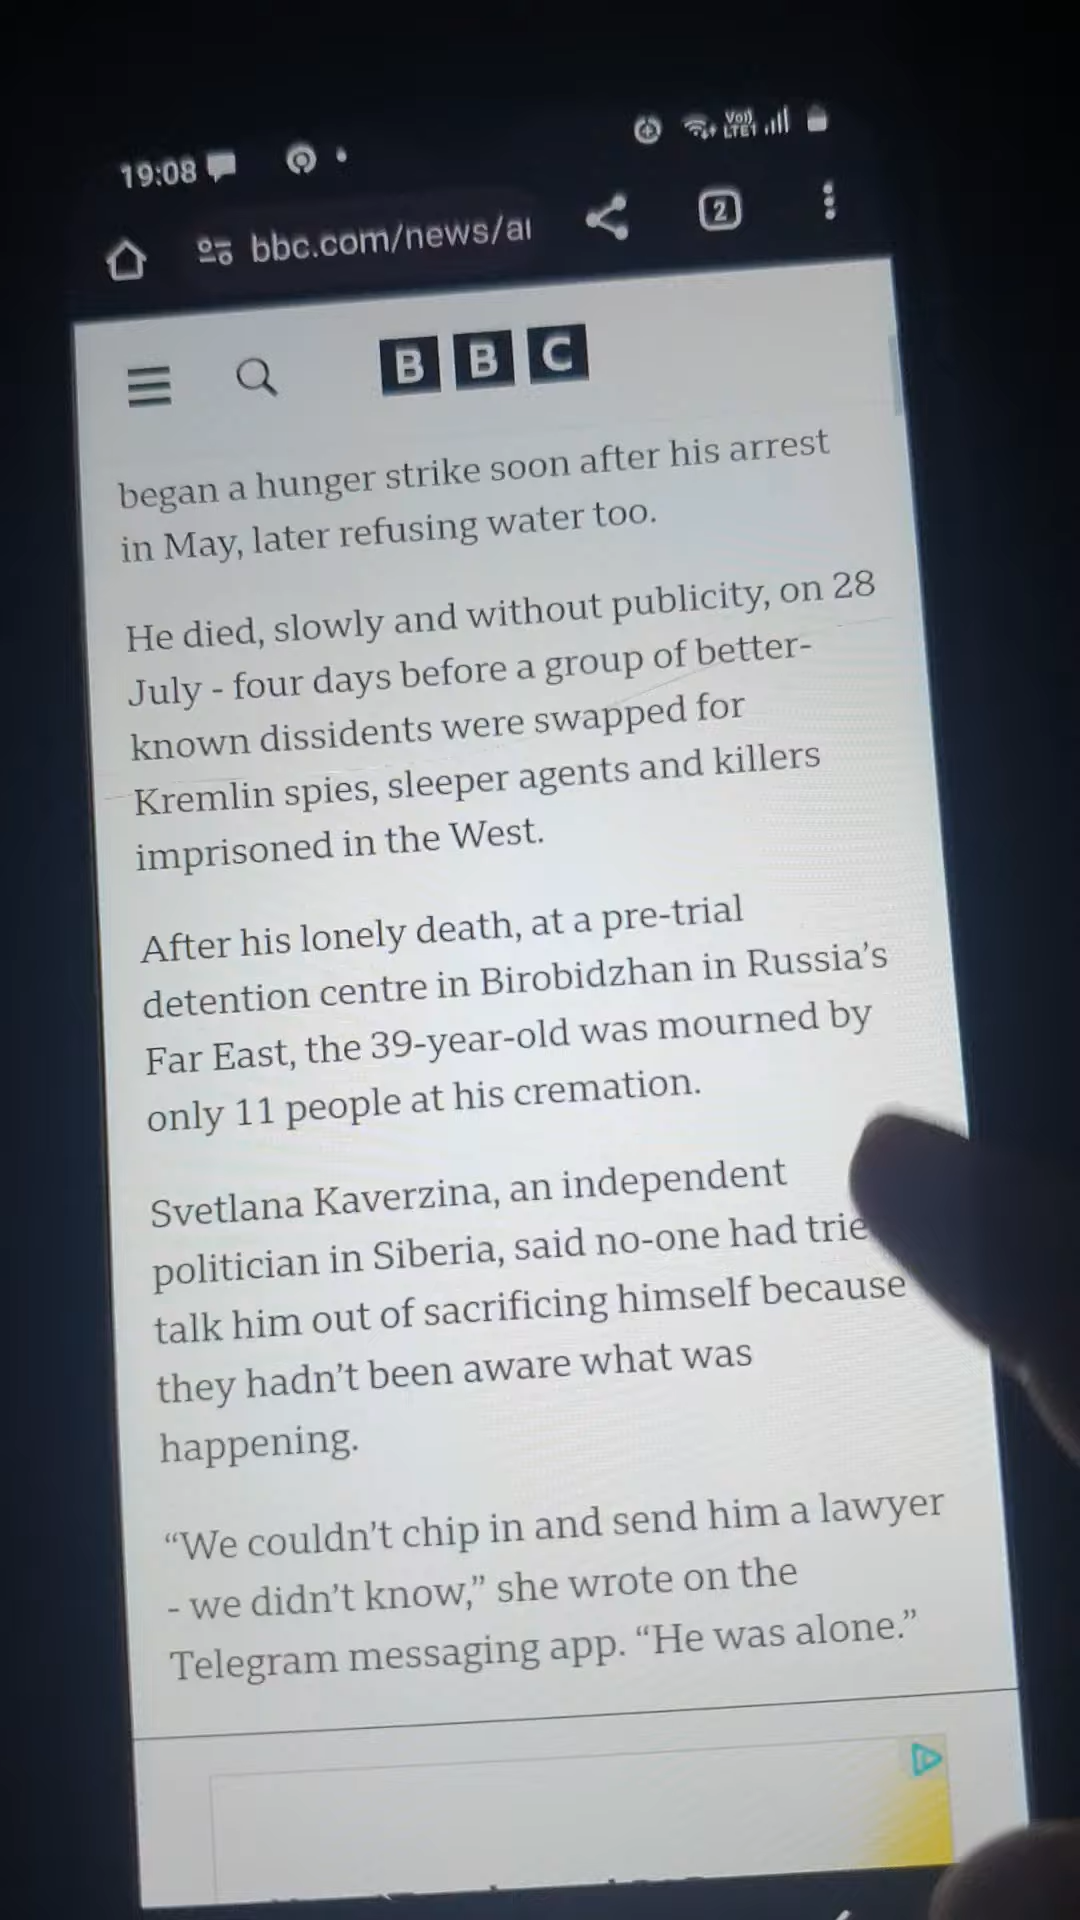 19:08
Vo)) LTE1
bbc.com/news/a
2
BBC
began a hunger strike soon after his arrest
in May, later refusing water too.
He died, slowly and without publicity, on 28
July - four days before a group of better-
known dissidents were swapped for
Kremlin spies, sleeper agents and killers
imprisoned in the West.
After his lonely death, at a pre-trial
detention centre in Birobidzhan in Russia’s
Far East, the 39-year-old was mourned by
only 11 people at his cremation.
Svetlana Kaverzina, an independent
politician in Siberia, said no-one had trie
talk him out of sacrificing himself because
they hadn’t been aware what was
happening.
“We couldn’t chip in and send him a lawyer
- we didn’t know,” she wrote on the
Telegram messaging app. “He was alone.”